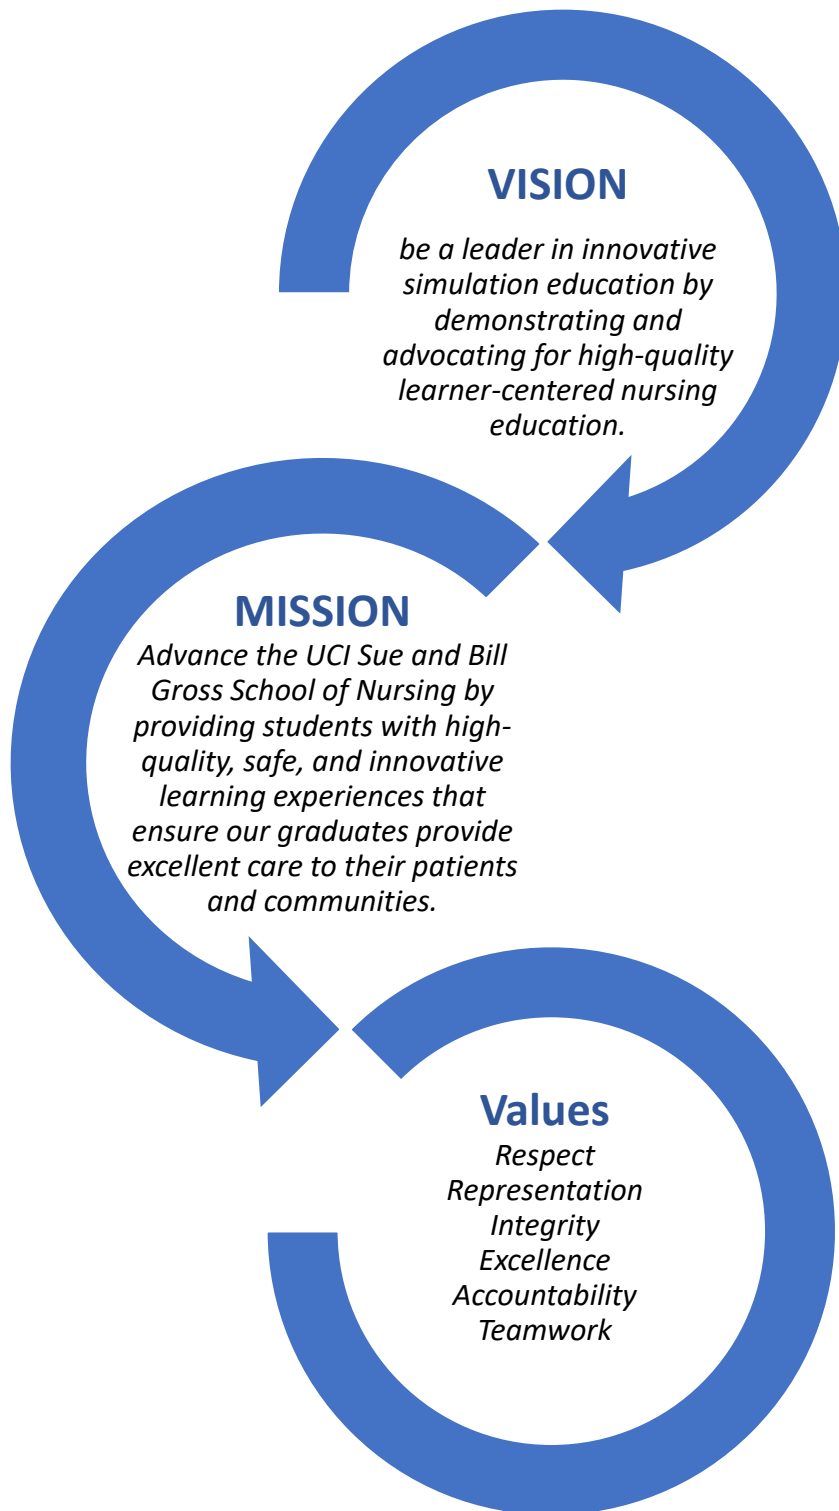 VISION
be a leader in innovative
simulation education by
demonstrating and
advocating for high-quality
learner-centered nursing
education.
MISSION
Advance the UCI Sue and Bill
Gross School of Nursing by
providing students with high-
quality, safe, and innovative
learning experiences that
ensure our graduates provide
excellent care to their patients
and communities.
Values
Respect
Representation
Integrity
Excellence
Accountability
Teamwork